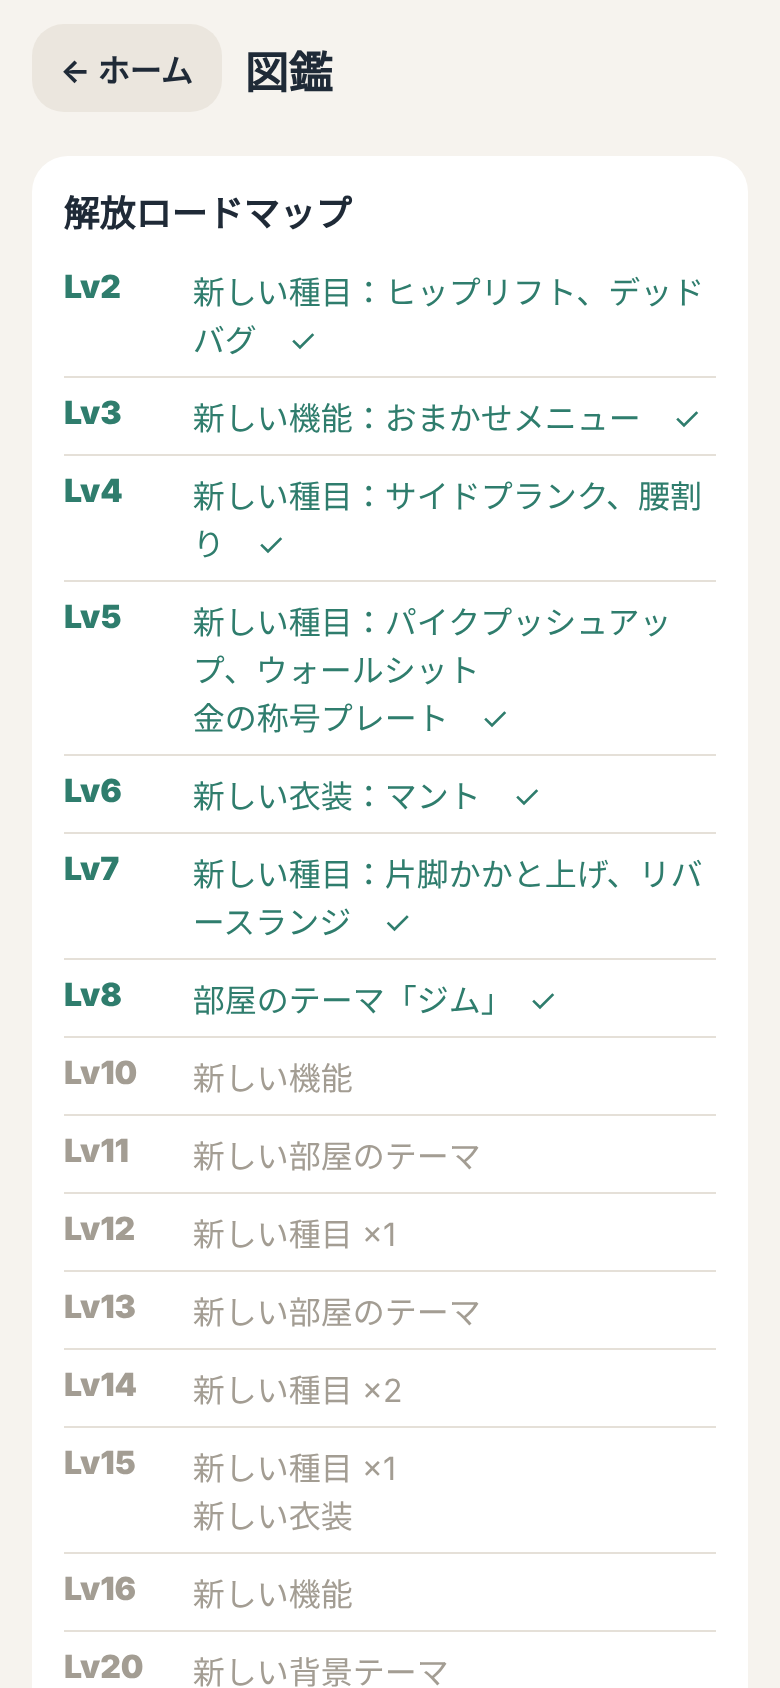 ← ホーム
図鑑
解放ロードマップ
Lv2
新しい種目：ヒップリフト、デッド
バグ ✓
Lv3
新しい機能：おまかせメニュー ✓
Lv4
新しい種目：サイドプランク、腰割
り ✓
Lv5
新しい種目：パイクプッシュアッ
プ、ウォールシット
金の称号プレート ✓
Lv6
新しい衣装：マント ✓
Lv7
新しい種目：片脚かかと上げ、リバ
ースランジ ✓
Lv8
部屋のテーマ「ジム」 ✓
Lv10
新しい機能
Lv11
新しい部屋のテーマ
Lv12
新しい種目 ×1
Lv13
新しい部屋のテーマ
Lv14
新しい種目 ×2
Lv15
新しい種目 ×1
新しい衣装
Lv16
新しい機能
Lv20
新しい背景テーマ